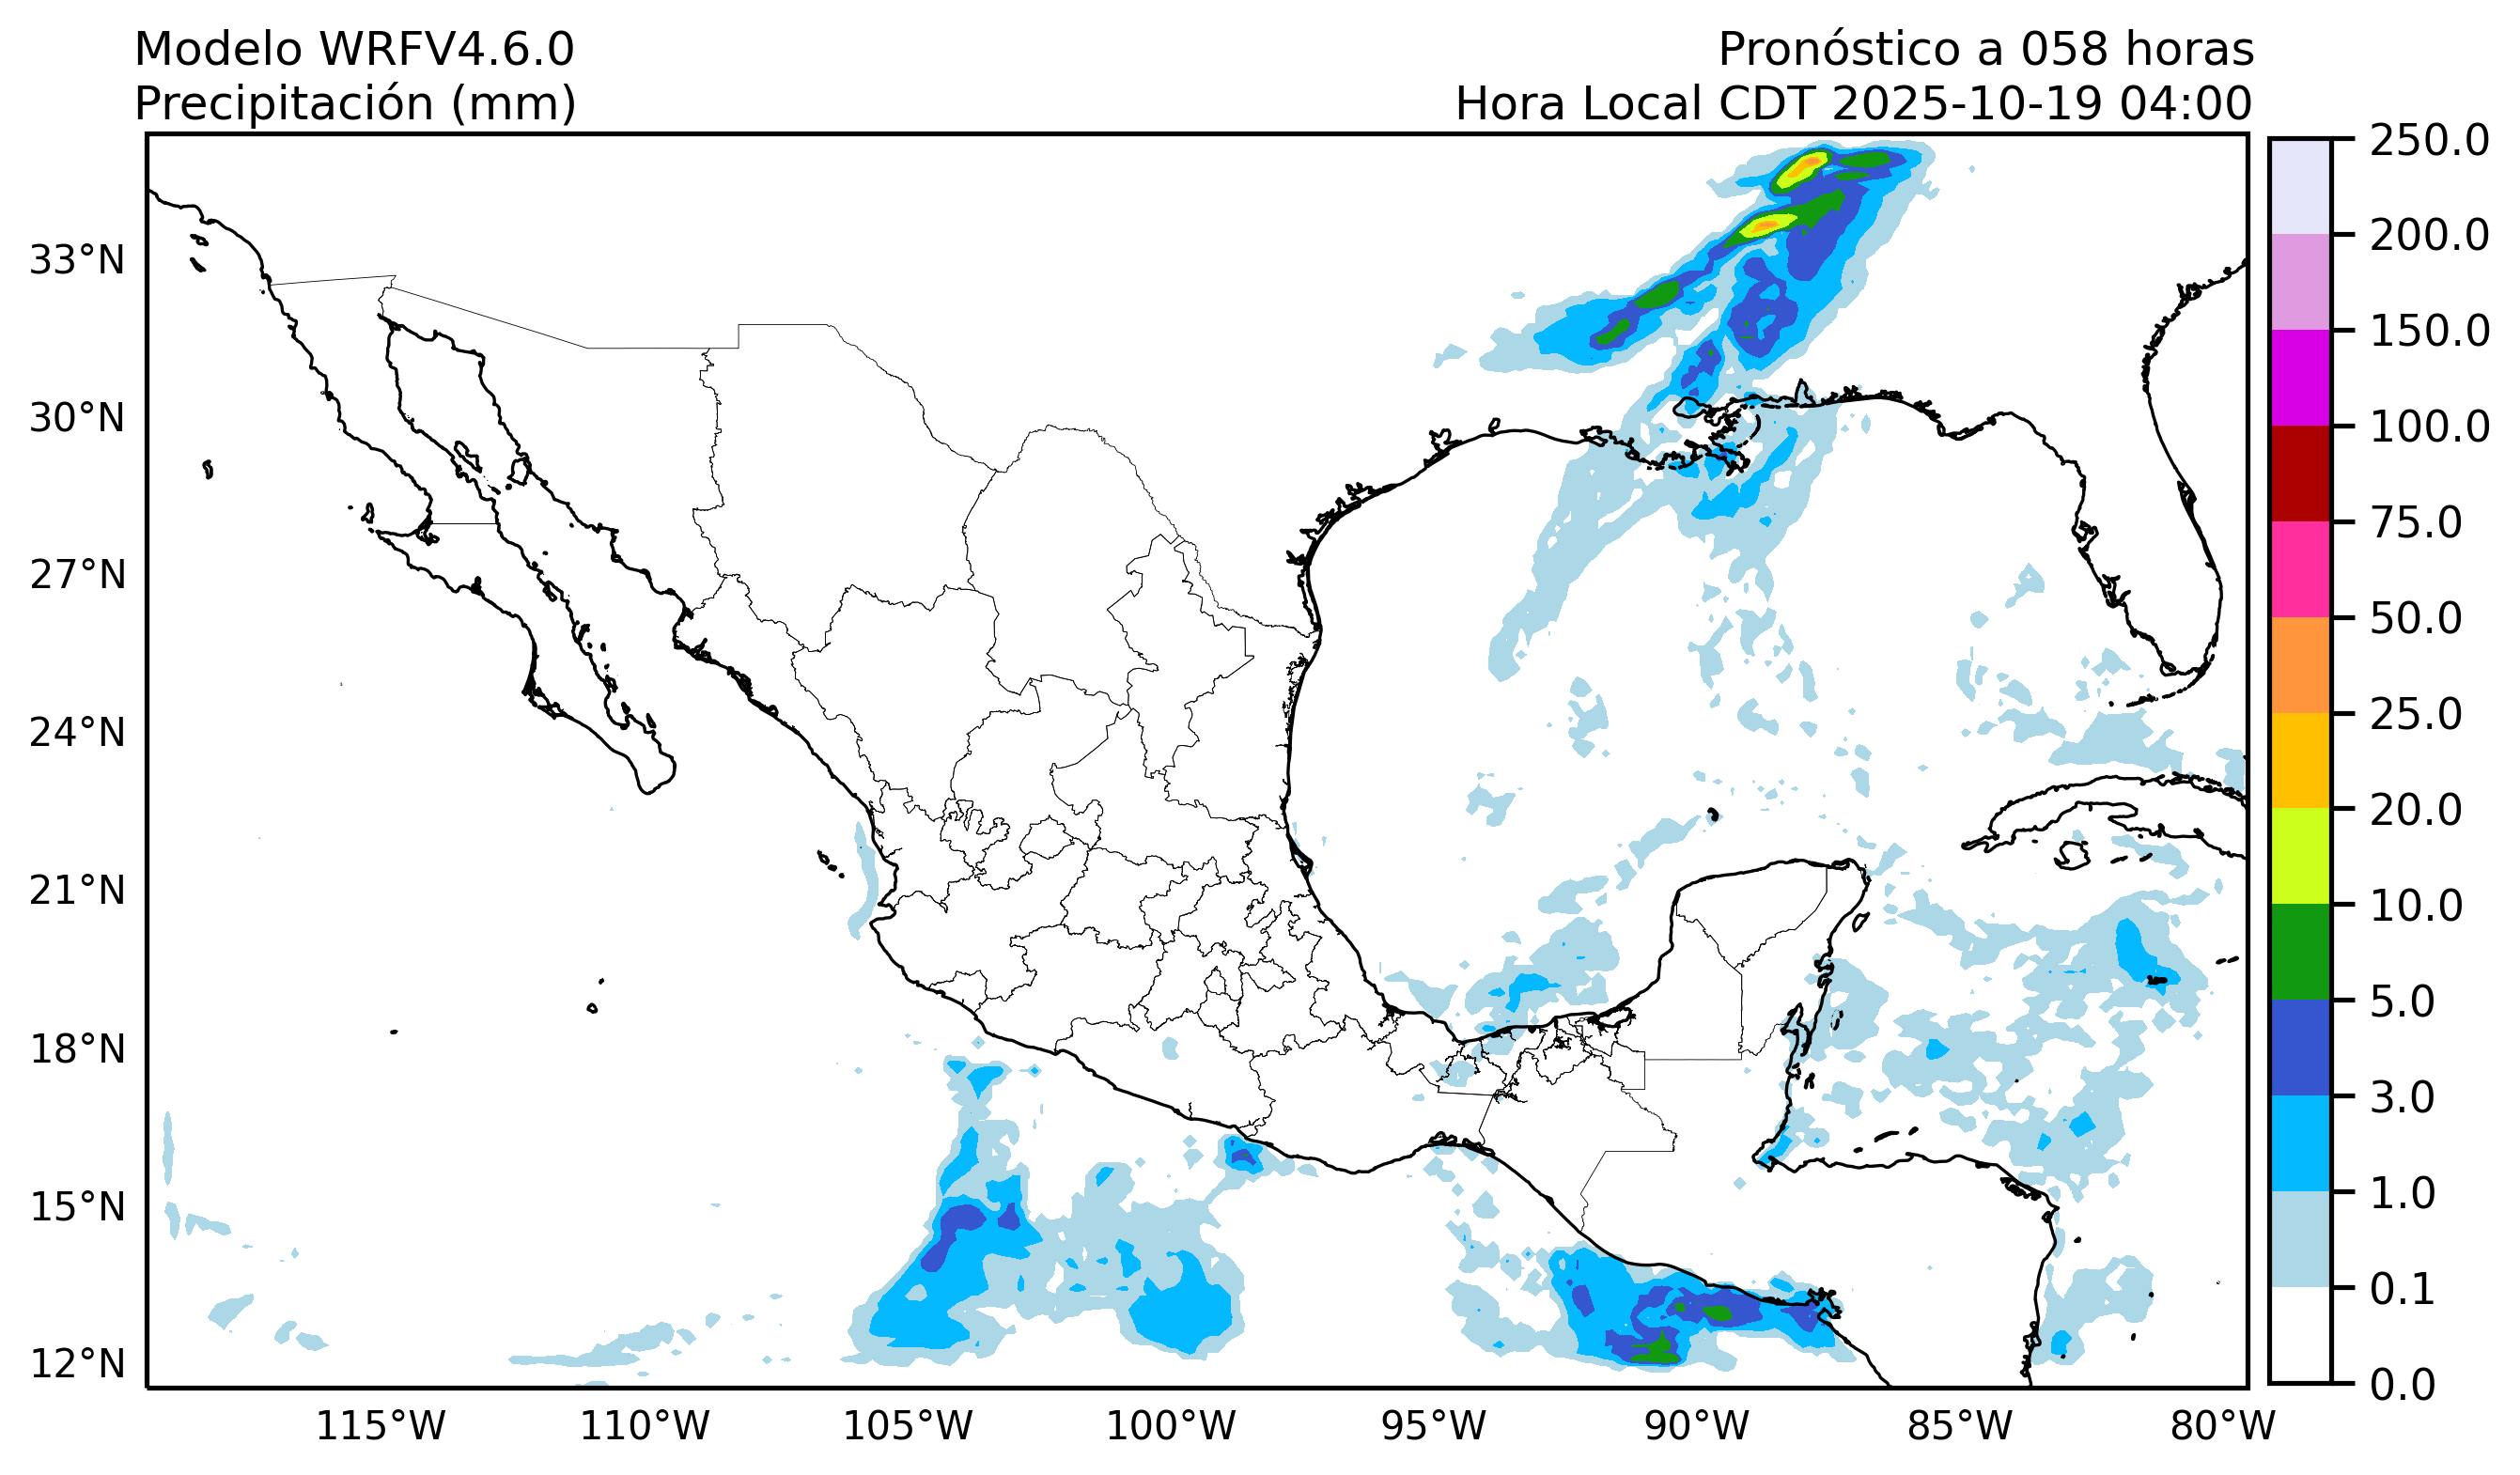 Modelo WRFV4.6.0
Precipitación (mm)
Pronóstico a 058 horas
Hora Local CDT 2025-10-19 04:00
33°N
30°N
27°N
24°N
21°N
18°N
15°N
12°N
115°W
110°W
105°W
100°W
95°W
90°W
85°W
80°W
250.0
200.0
150.0
100.0
75.0
50.0
25.0
20.0
10.0
5.0
3.0
1.0
0.1
0.0